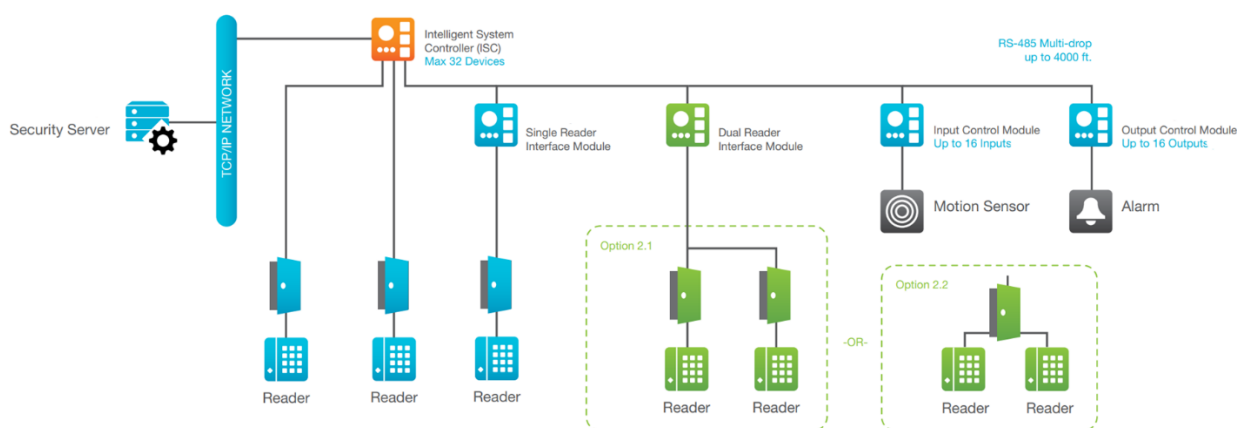 Intelligent System
Controller (ISC)
Max 32 Devices
RS-485 Multi-drop
up to 4000 ft.
Security Server
TCP/IP NETWORK
Single Reader
Interface Module
Dual Reader
Interface Module
Input Control Module
Up to 16 Inputs
Output Control Module
Up to 16 Outputs
Motion Sensor
Alarm
Option 2.1
Option 2.2
-OR-
Reader
Reader
Reader
Reader
Reader
Reader
Reader